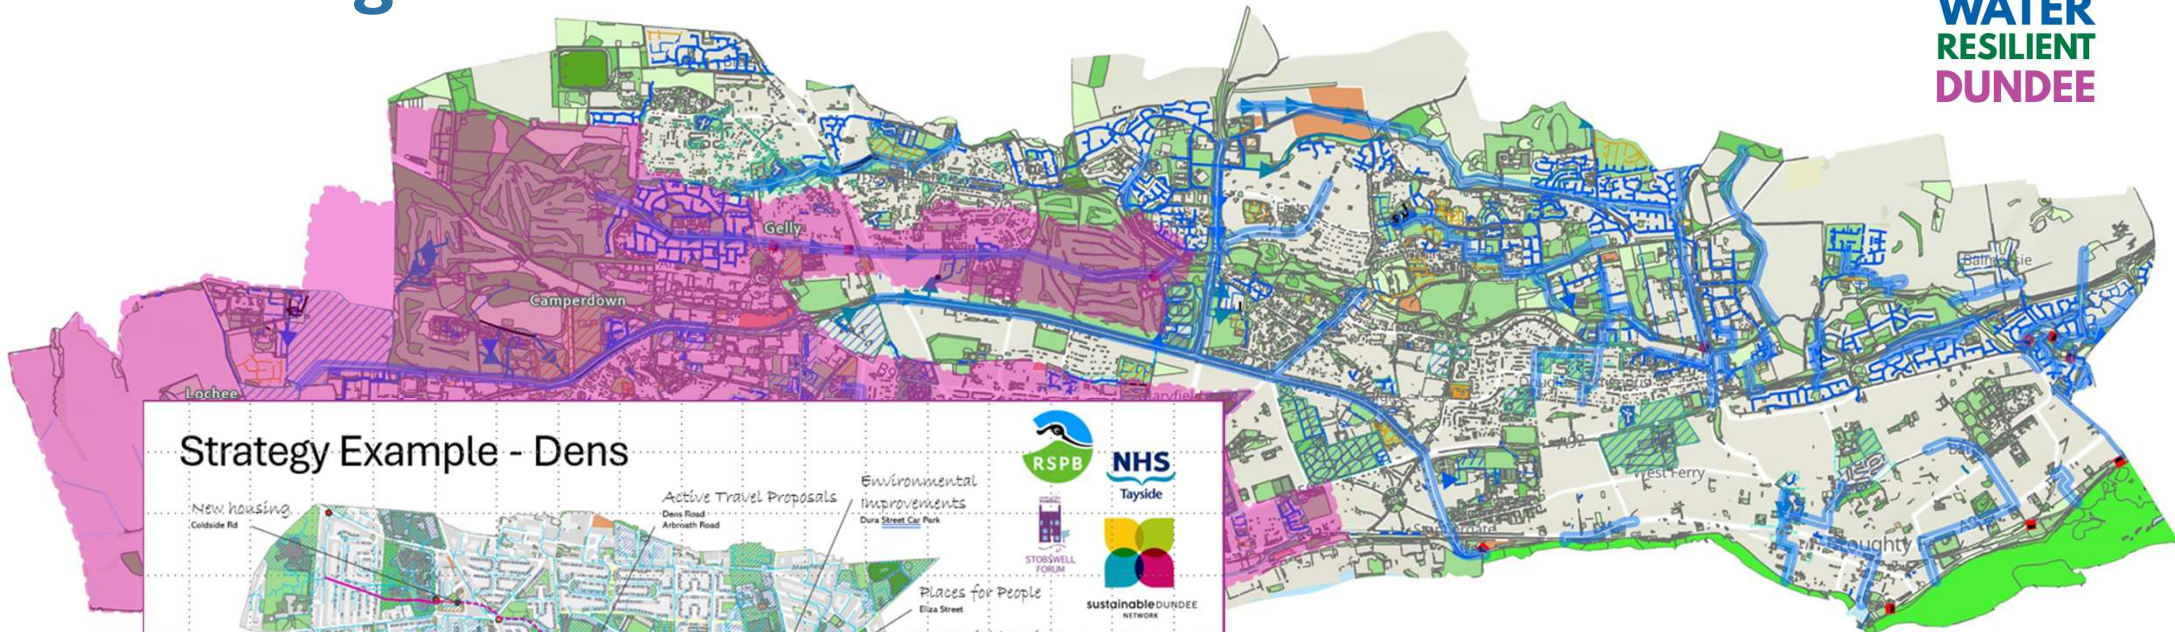 g
WATER
RESILIENT
DUNDEE
Gelly
Camperdown
Lochee
Strategy Example - Dens
RSPB
NHS
Tayside
STOBSWELL
FORUM
sustainableDUNDEE
NETWORK
New housing
Coldside Rd
Active Travel Proposals
Dens Road
Arbroath Road
Environmental
Improvements
Dura Street Car Park
Places for People
Eliza Street
A92
West Ferry